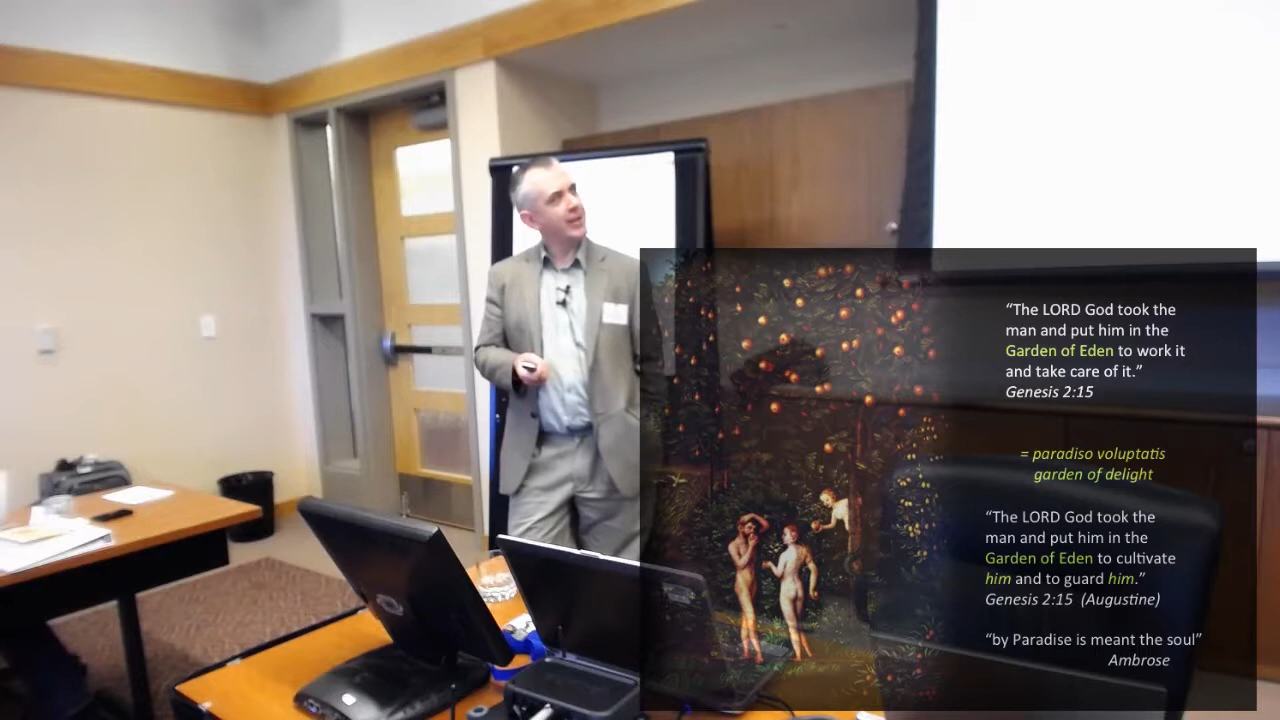 “The LORD God took the
man and put him in the
Garden of Eden to work it
and take care of it.”
Genesis 2:15
= paradiso voluptatis
garden of delight
“The LORD God took the
man and put him in the
Garden of Eden to cultivate
him and to guard him.”
Genesis 2:15 (Augustine)
“by Paradise is meant the soul”
Ambrose